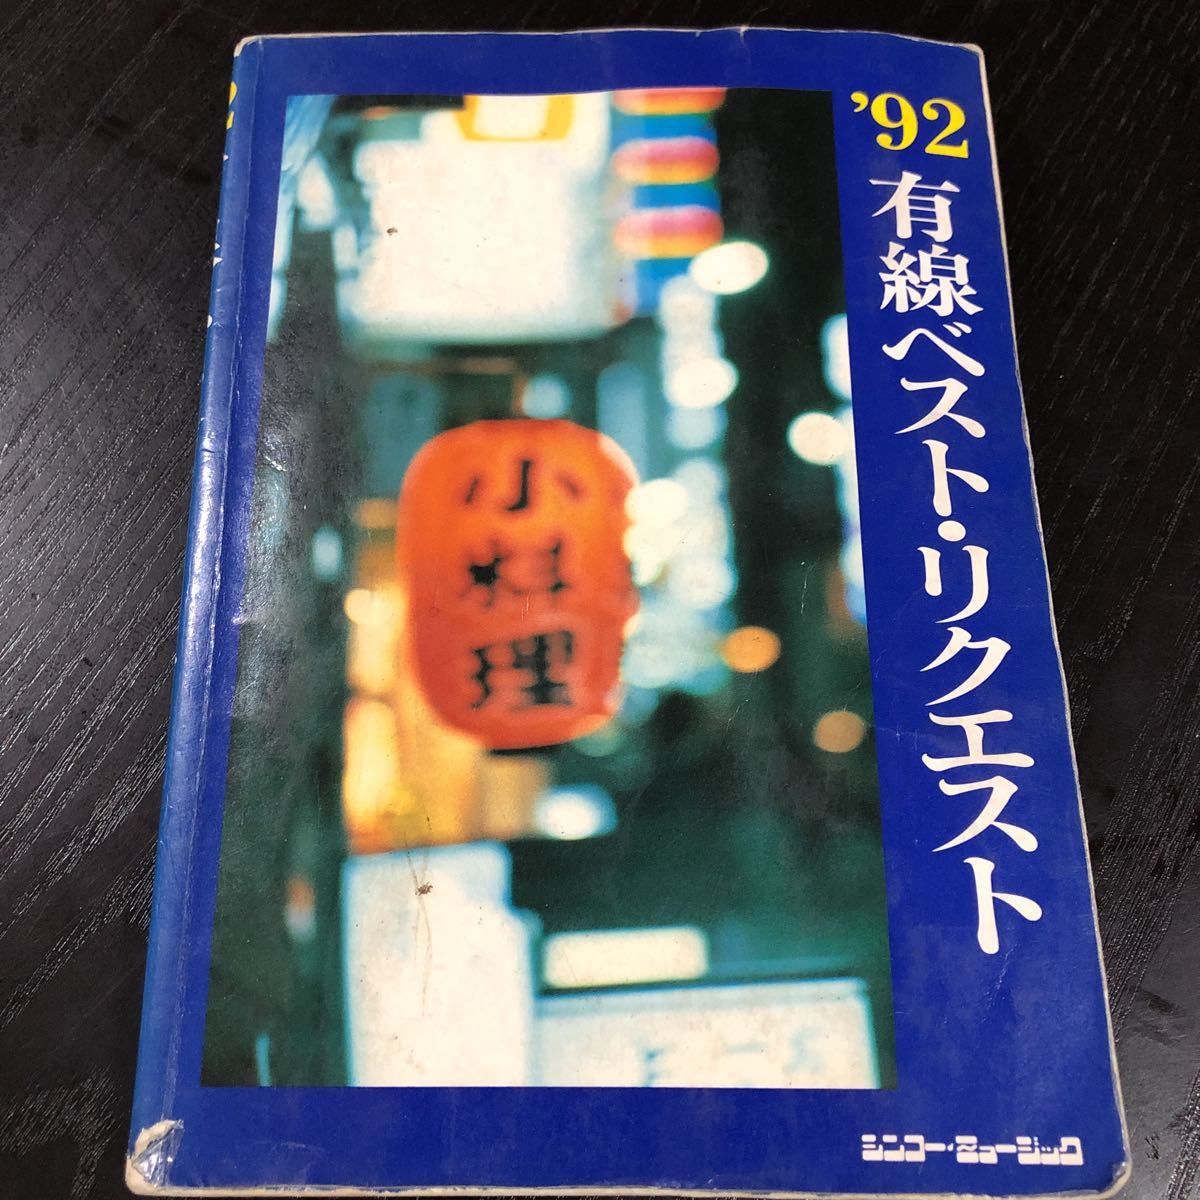 ’92
有線ベスト・リクエスト
小料理
シンコー・ミュージック